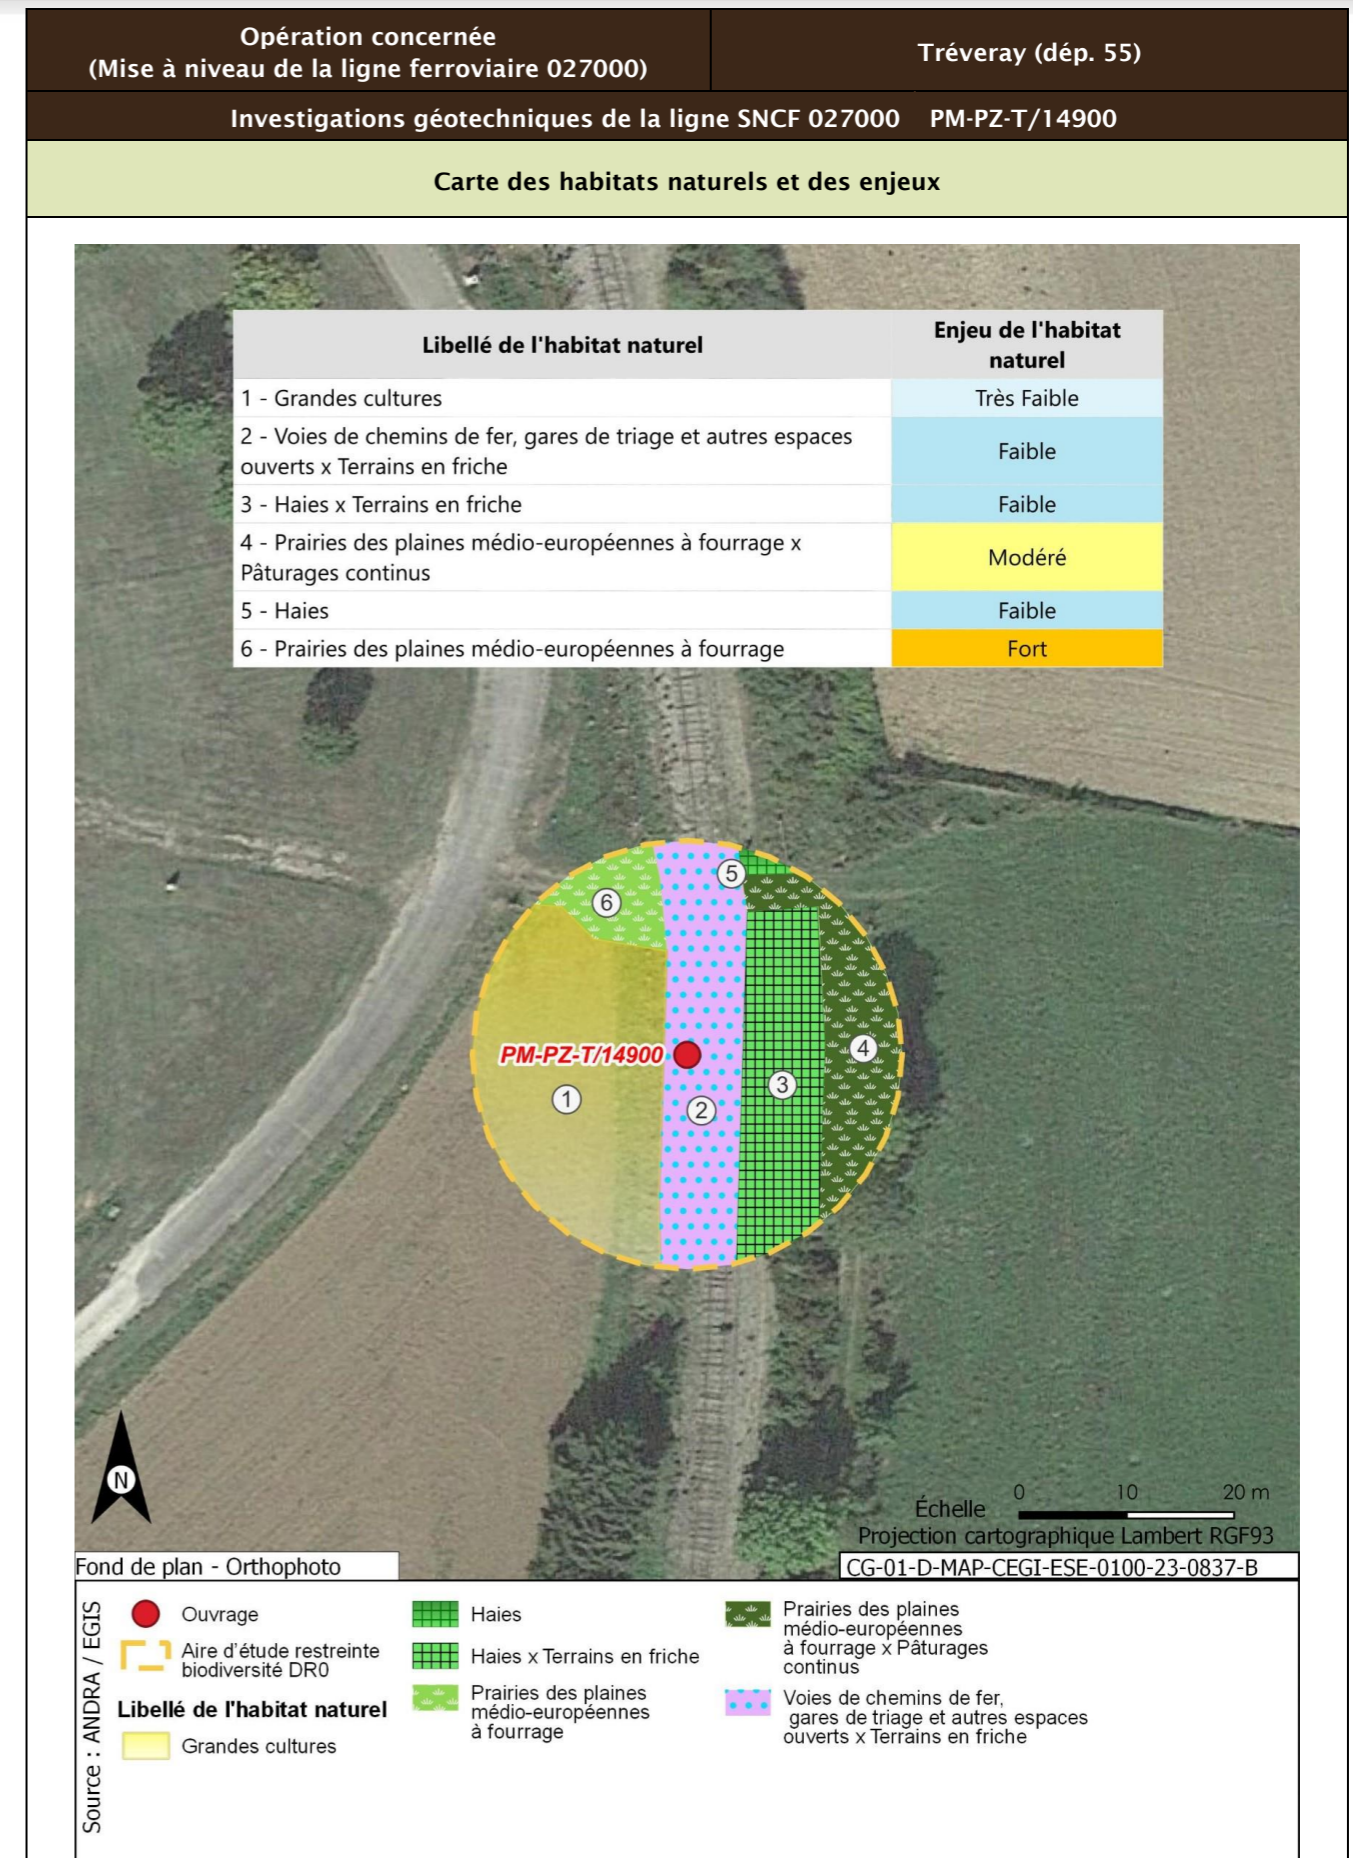 Opération concernée
(Mise à niveau de la ligne ferroviaire 027000)
Tréveray (dép. 55)
Investigations géotechniques de la ligne SNCF 027000 PM-PZ-T/14900
Carte des habitats naturels et des enjeux
Libellé de l'habitat naturel
Enjeu de l'habitat
naturel
1 - Grandes cultures
Très Faible
2 - Voies de chemins de fer, gares de triage et autres espaces
ouverts x Terrains en friche
Faible
3 - Haies x Terrains en friche
Faible
4 - Prairies des plaines médio-européennes à fourrage x
Pâturages continus
Modéré
5 - Haies
Faible
6 - Prairies des plaines médio-européennes à fourrage
Fort
5
6
PM-PZ-T/14900
4
3
1
2
N
0 10 20 m
Échelle
Projection cartographique Lambert RGF93
Fond de plan - Orthophoto
CG-01-D-MAP-CEGI-ESE-0100-23-0837-B
Source : ANDRA / EGIS
Ouvrage
Aire d'étude restreinte
biodiversité DR0
Libellé de l'habitat naturel
Grandes cultures
Haies
Haies x Terrains en friche
Prairies des plaines
médio-européennes
à fourrage
Prairies des plaines
médio-européennes
à fourrage x Pâturages
continus
Voies de chemins de fer,
gares de triage et autres espaces
ouverts x Terrains en friche